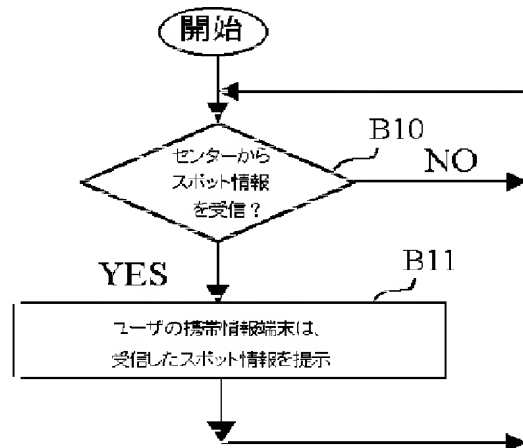 開始
B10
センターから
スポット情報
を受信?
NO
YES
B11
ユーザの携帯情報端末は、
受信したスポット情報を提示